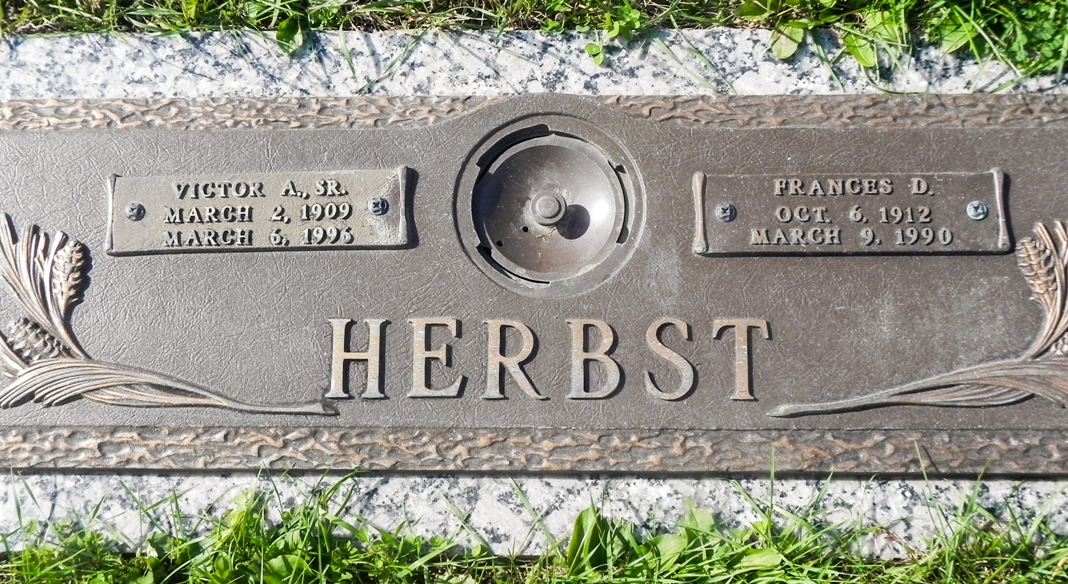 VICTOR A., SR.
MARCH 2, 1909
MARCH 6, 1996
FRANCES D.
OCT. 6, 1912
MARCH 9, 1990
HERBST